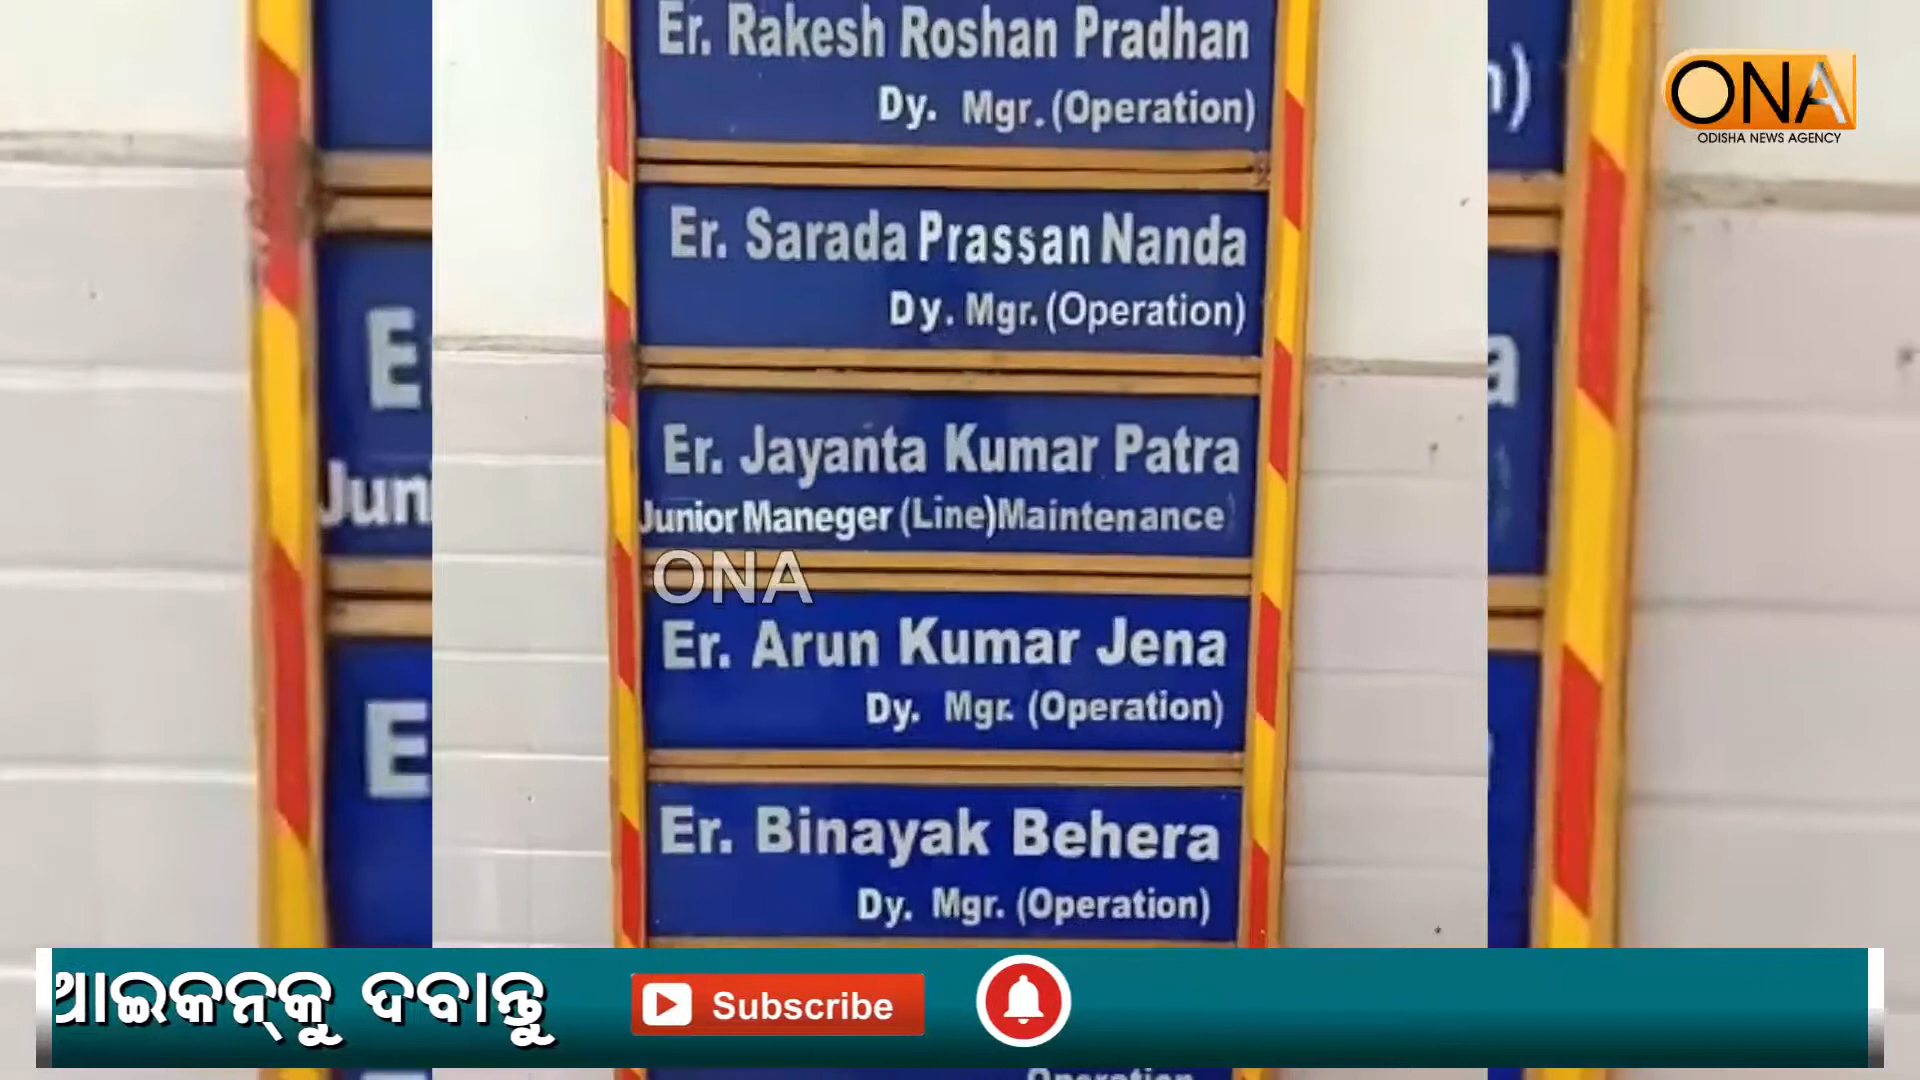 Er. Rakesh Roshan Pradhan
Dy. Mgr. (Operation)
ONA
ODISHA NEWS AGENCY
Er. Sarada Prassan Nanda
Dy. Mgr. (Operation)
Er. Jayanta Kumar Patra
Junior Maneger (Line)Maintenance
ONA
Er. Arun Kumar Jena
Dy. Mgr. (Operation)
Er. Binayak Behera
Dy. Mgr. (Operation)
ଆଇକନ୍‌କୁ ଦବାନ୍ତୁ
Subscribe